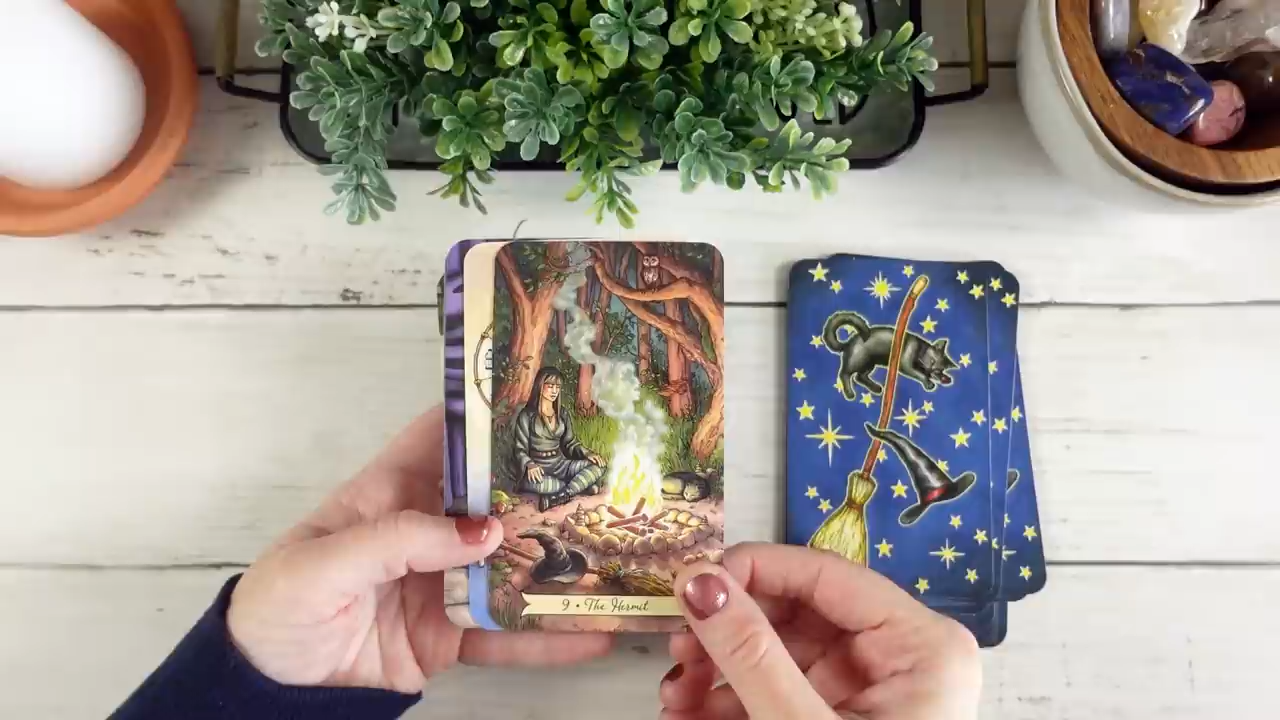 9 • The Hermit